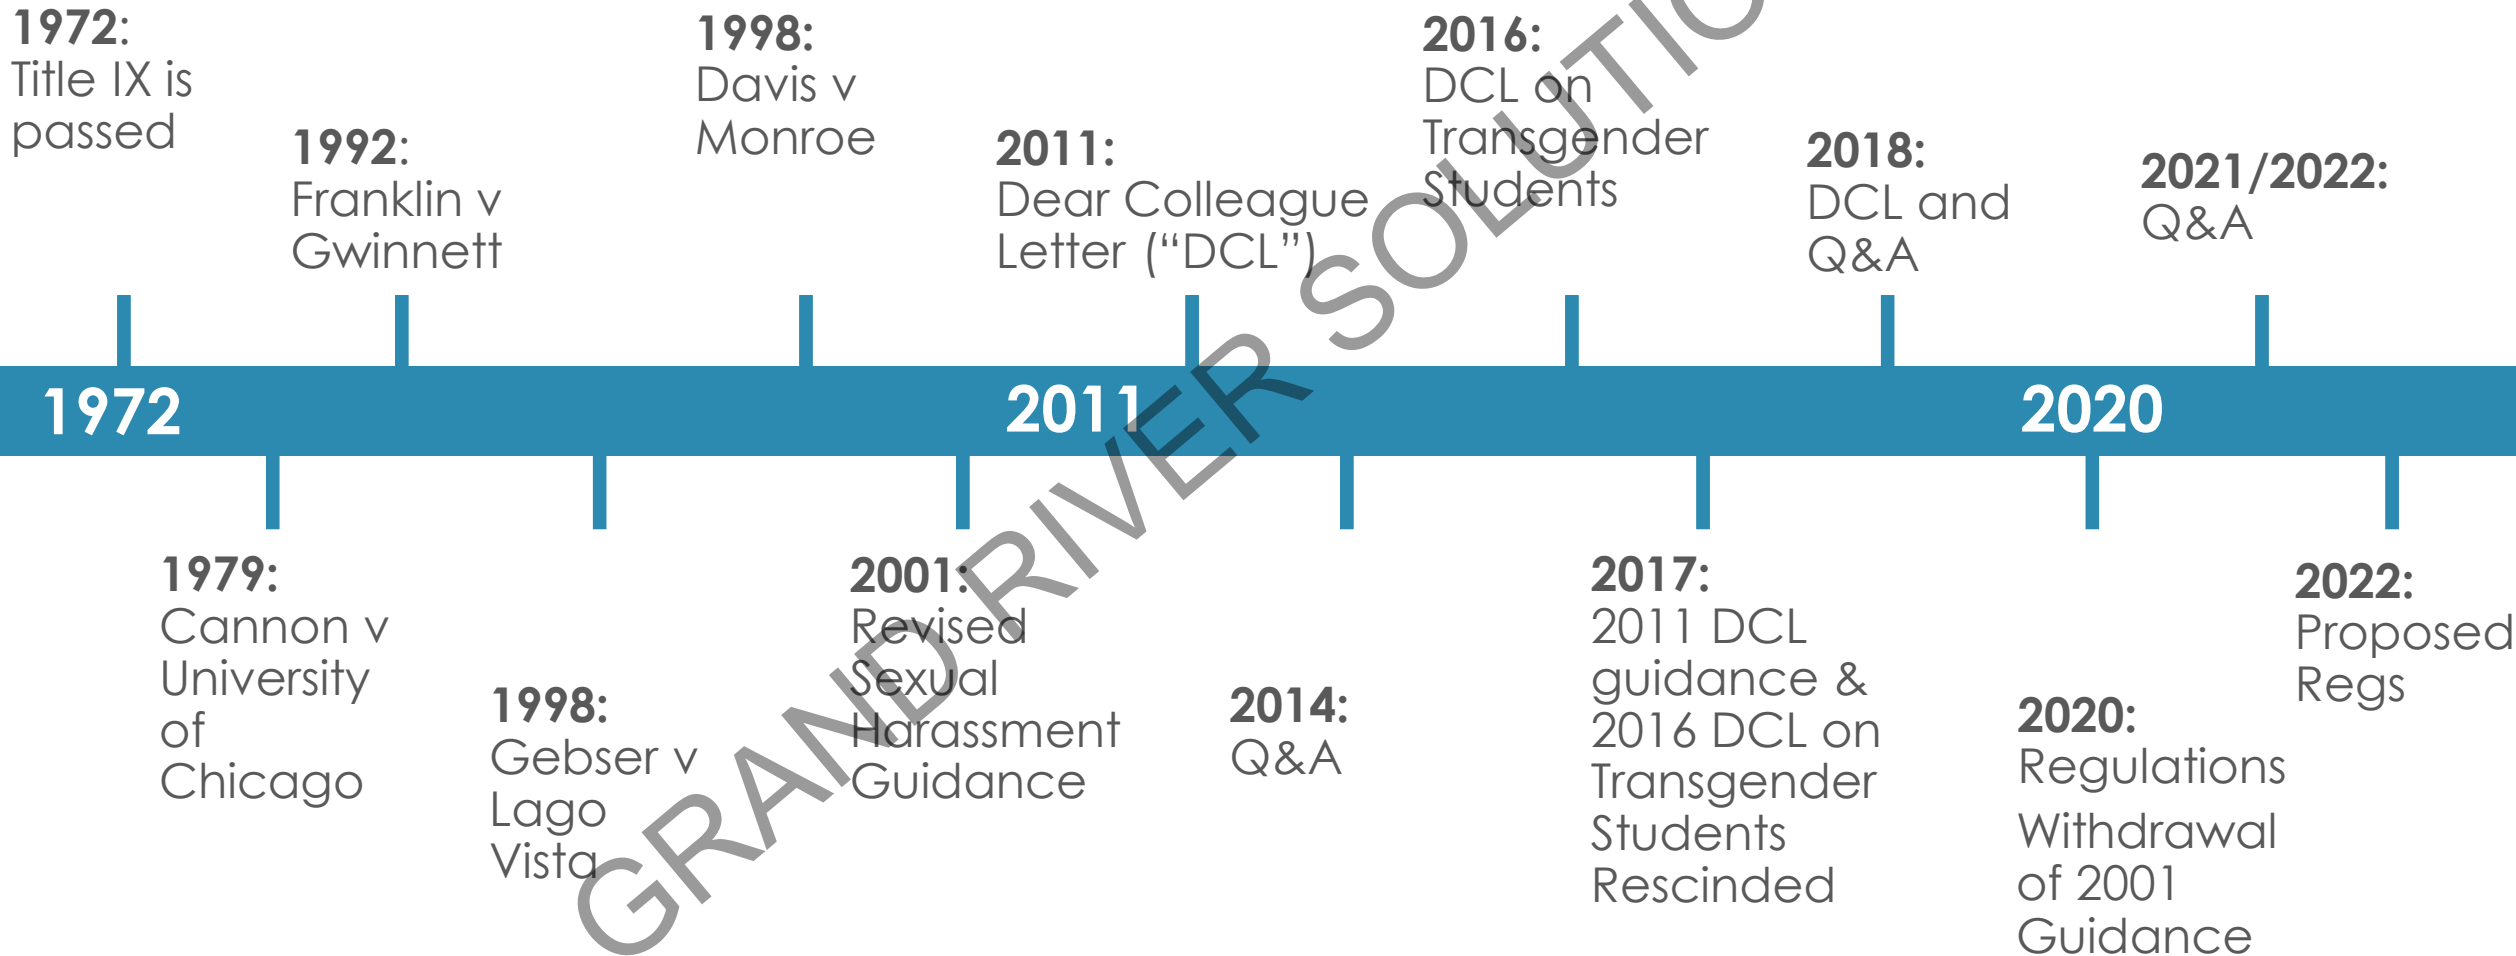 1972:
Title IX is
passed
1992:
Franklin v
Gwinnett
1998:
Davis v
Monroe
2011:
Dear Colleague
Letter (“DCL”)
2016:
DCL on
Transgender
Students
2018:
DCL and
Q&A
2021/2022:
Q&A
1972
2011
2020
1979:
Cannon v
University
of
Chicago
1998:
Gebser v
Lago
Vista
2001:
Revised
Sexual
Harassment
Guidance
2014:
Q&A
2017:
2011 DCL
guidance &
2016 DCL on
Transgender
Students
Rescinded
2020:
Regulations
Withdrawal
of 2001
Guidance
2022:
Proposed
Regs
GRAND RIVER